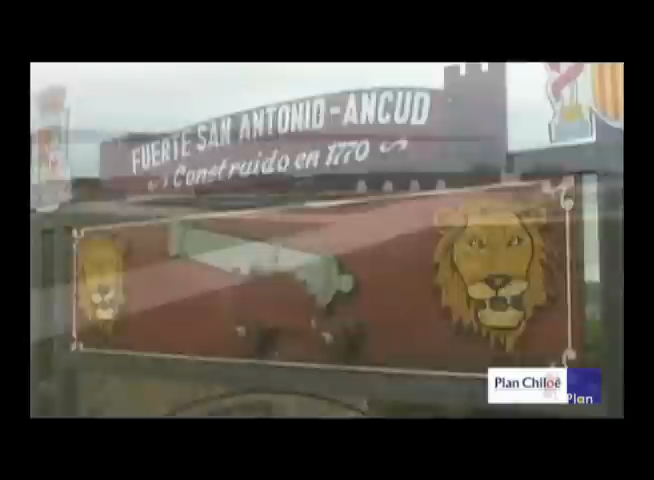 FUERTE SAN ANTONIO-ANCUD
Construido en 1770
Plan Chiloé
Plan